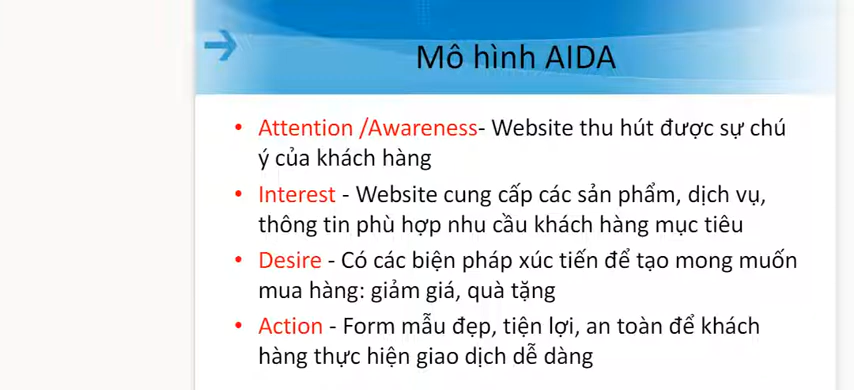 Mô hình AIDA
• Attention /Awareness- Website thu hút được sự chú
ý của khách hàng
• Interest - Website cung cấp các sản phẩm, dịch vụ,
thông tin phù hợp nhu cầu khách hàng mục tiêu
• Desire - Có các biện pháp xúc tiến để tạo mong muốn
mua hàng: giảm giá, quà tặng
• Action - Form mẫu đẹp, tiện lợi, an toàn để khách
hàng thực hiện giao dịch dễ dàng